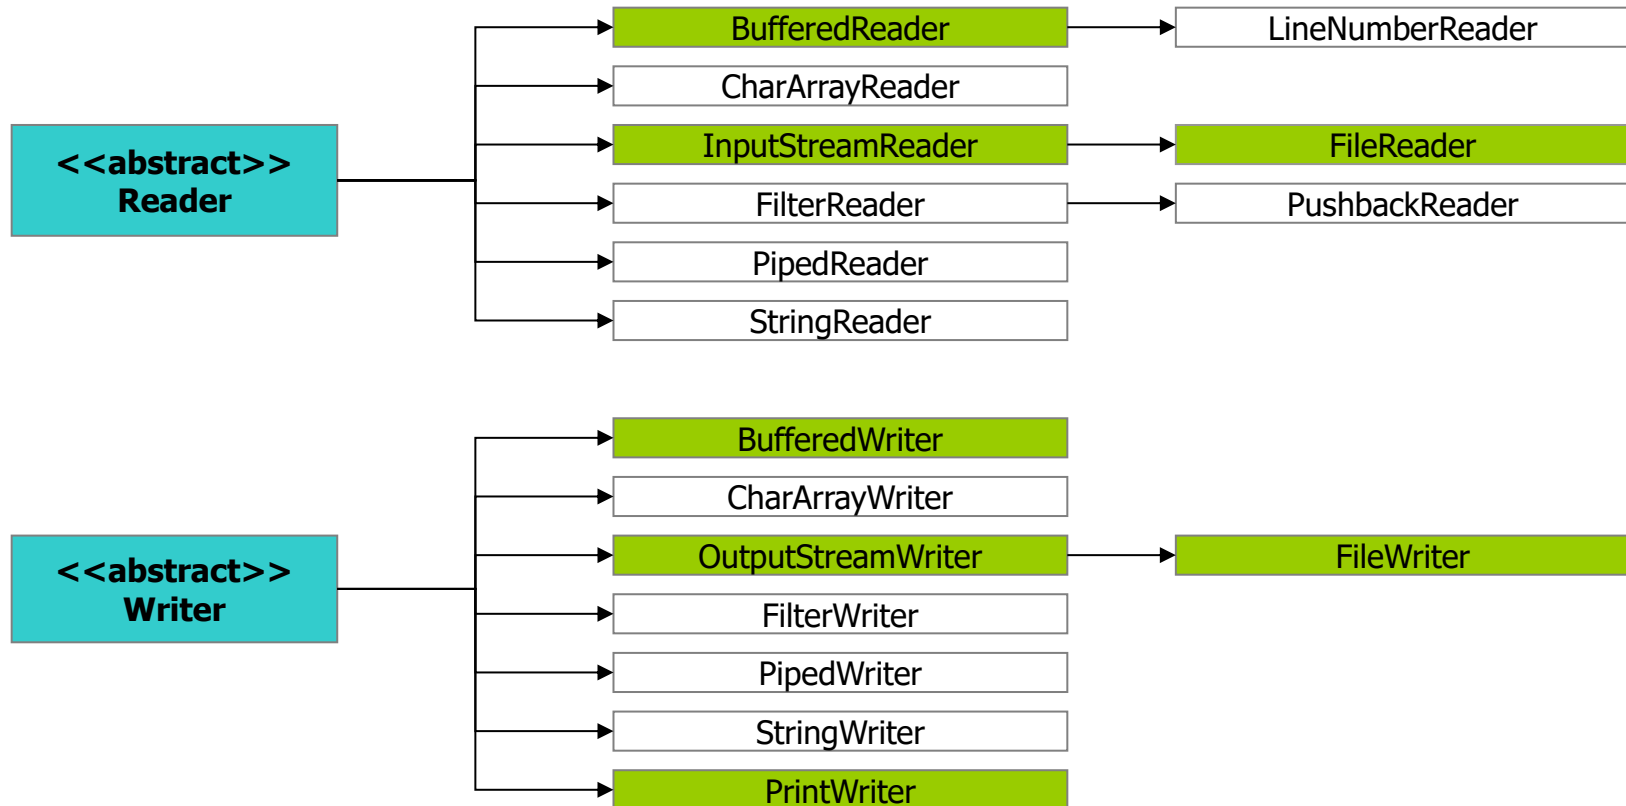 BufferedReader
LineNumberReader
CharArrayReader
<<abstract>>
Reader
InputStreamReader
FileReader
FilterReader
PushbackReader
PipedReader
StringReader
BufferedWriter
CharArrayWriter
<<abstract>>
Writer
OutputStreamWriter
FileWriter
FilterWriter
PipedWriter
StringWriter
PrintWriter